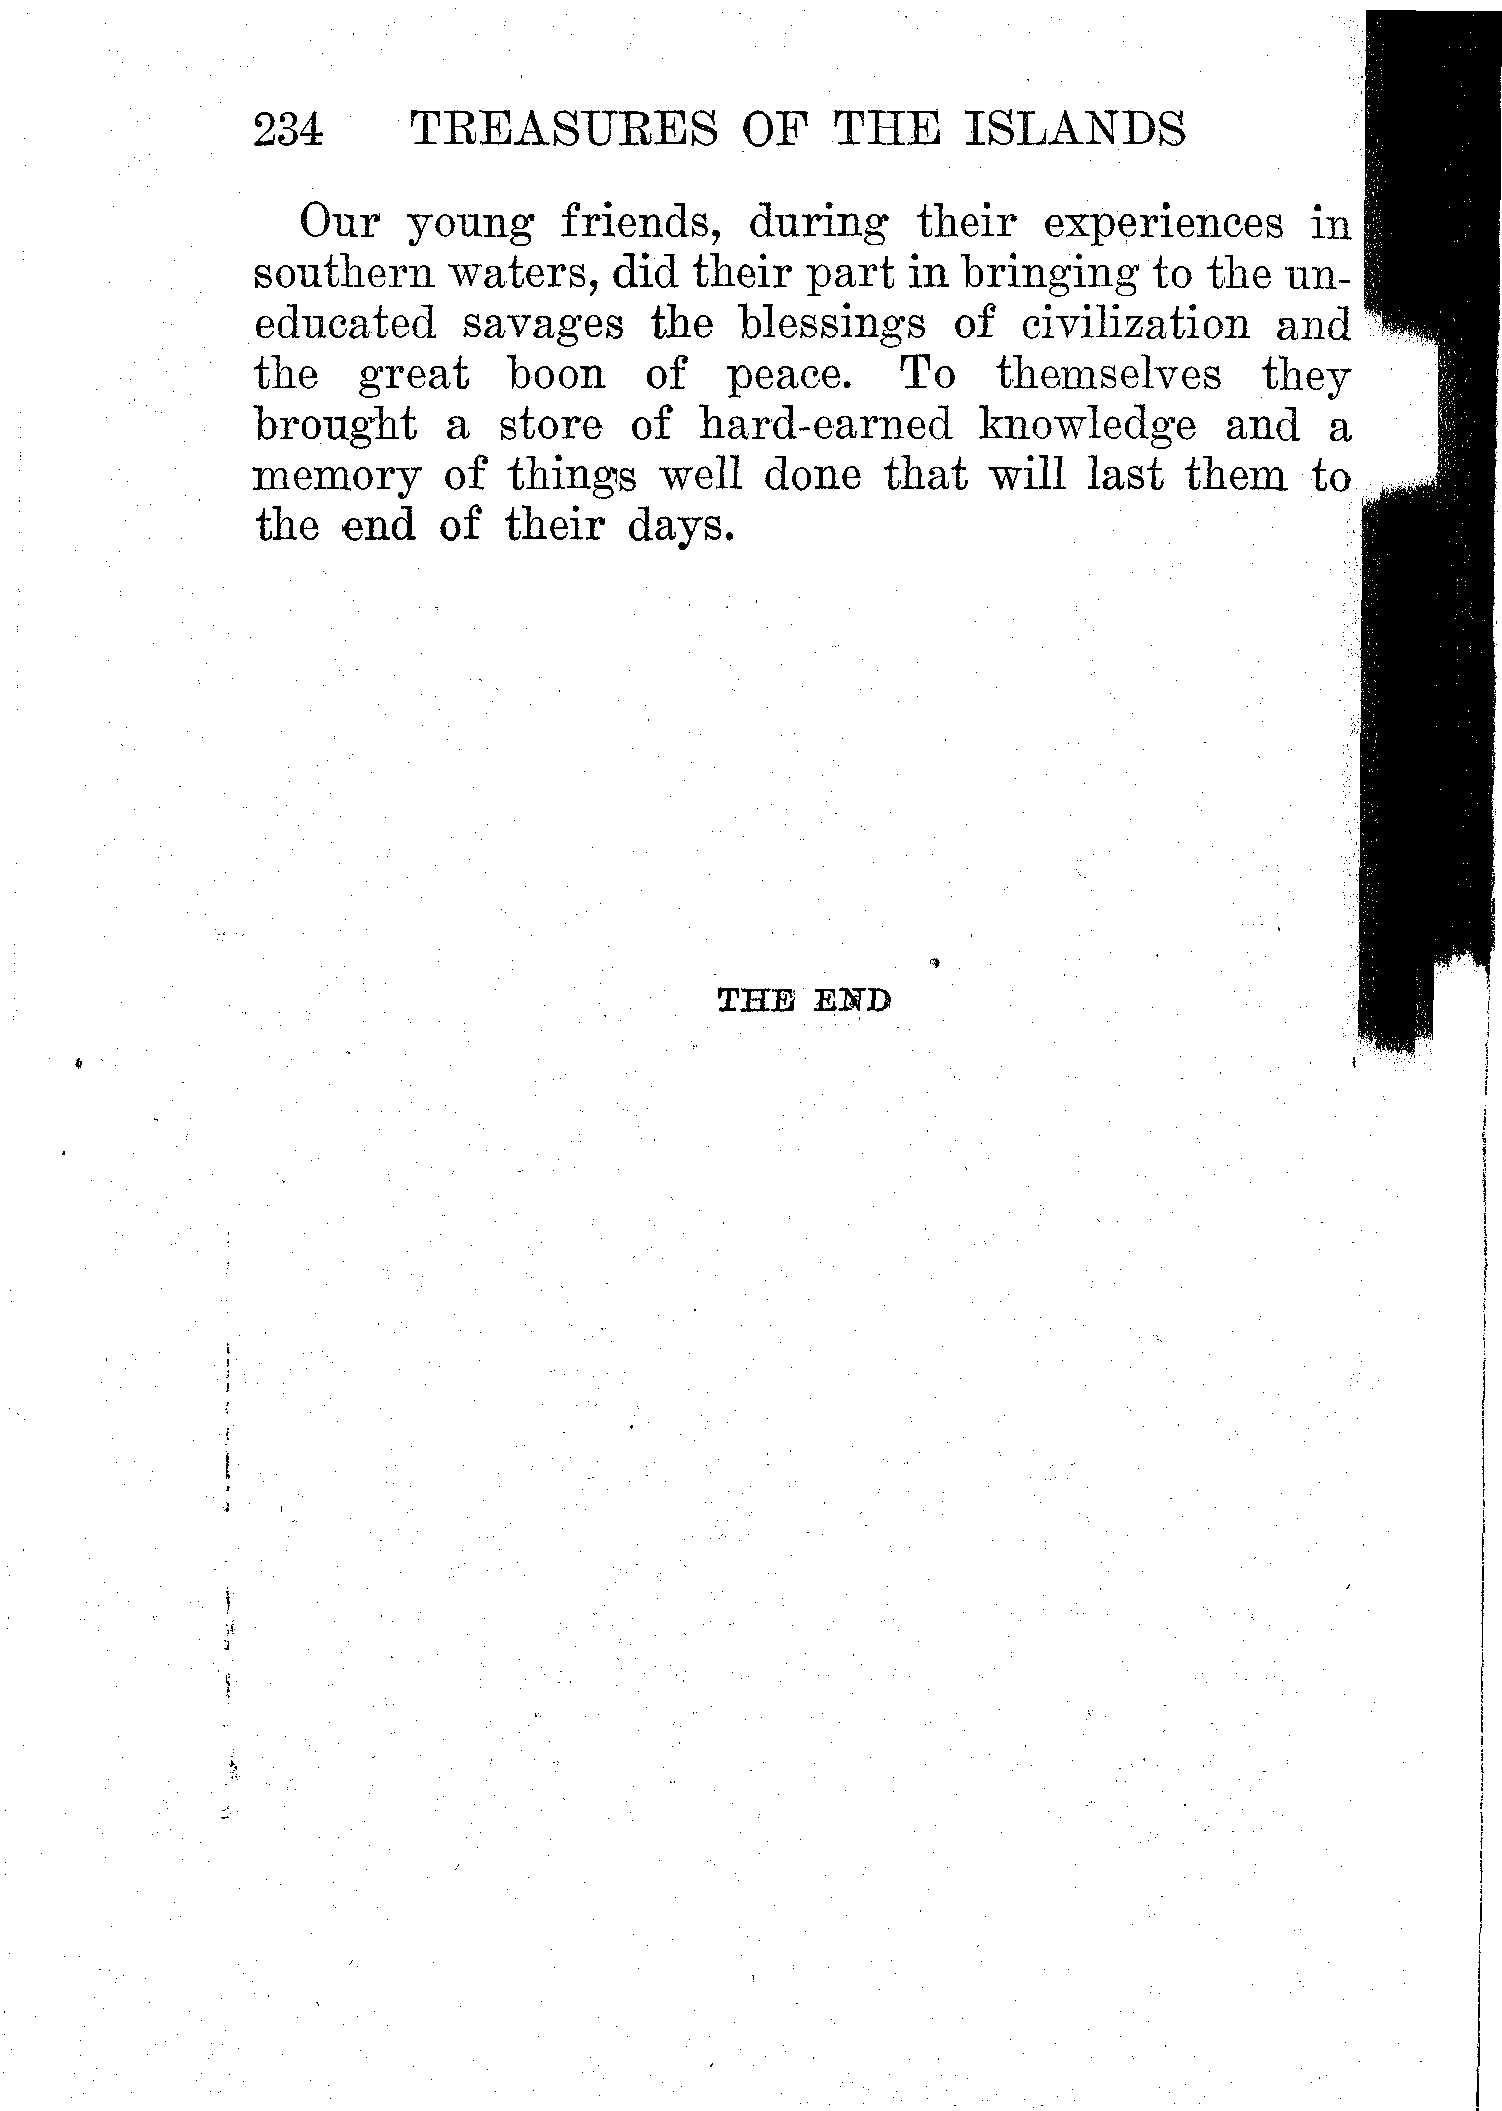 234 TREASURES OF THE ISLANDS
Our young friends, during their experiences in
southern waters, did their part in bringing to the un-
educated savages the blessings of civilization and
the great boon of peace. To themselves they
brought a store of hard-earned knowledge and a
memory of things well done that will last them to
the end of their days.
THE END